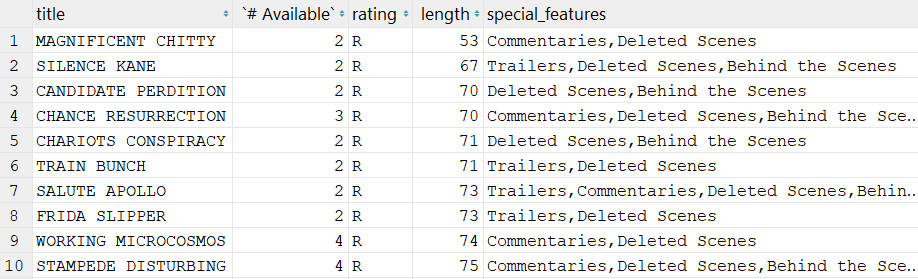 title `# Available` rating length special_features
1 MAGNIFICENT CHITTY 2 R 53 Commentaries,Deleted Scenes
2 SILENCE KANE 2 R 67 Trailers,Deleted Scenes,Behind the Scenes
3 CANDIDATE PERDITION 2 R 70 Deleted Scenes,Behind the Scenes
4 CHANCE RESURRECTION 3 R 70 Commentaries,Deleted Scenes,Behind the Sce..
5 CHARIOTS CONSPIRACY 2 R 71 Deleted Scenes,Behind the Scenes
6 TRAIN BUNCH 2 R 71 Trailers,Deleted Scenes
7 SALUTE APOLLO 2 R 73 Trailers,Commentaries,Deleted Scenes,Behin..
8 FRIDA SLIPPER 2 R 73 Trailers,Deleted Scenes
9 WORKING MICROCOSMOS 4 R 74 Commentaries,Deleted Scenes
10 STAMPEDE DISTURBING 4 R 75 Commentaries,Deleted Scenes,Behind the Sce..